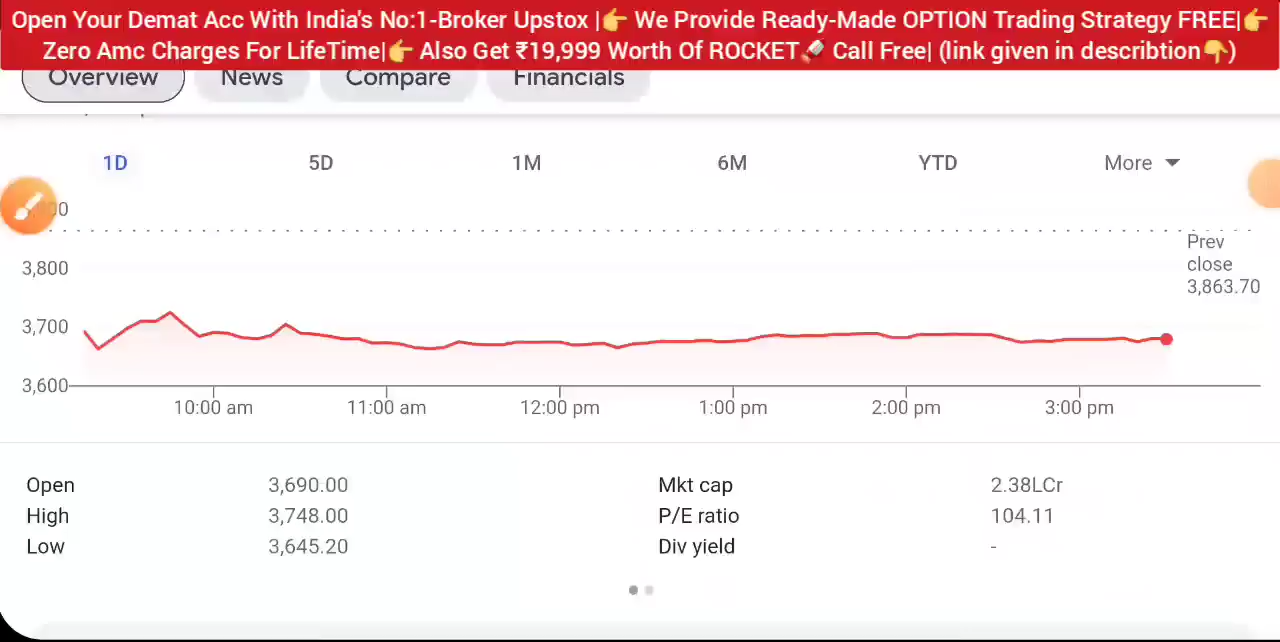 Open Your Demat Acc With India's No:1-Broker Upstox |👉 We Provide Ready-Made OPTION Trading Strategy FREE|👉
Zero Amc Charges For LifeTime|👉 Also Get ₹19,999 Worth Of ROCKET🚀 Call Free| (link given in describtion👇)
Overview News Compare Financials
1D 5D 1M 6M YTD More
Prev
close
3,863.70
3,800
3,700
3,600
10:00 am 11:00 am 12:00 pm 1:00 pm 2:00 pm 3:00 pm
Open 3,690.00 Mkt cap 2.38LCr
High 3,748.00 P/E ratio 104.11
Low 3,645.20 Div yield -